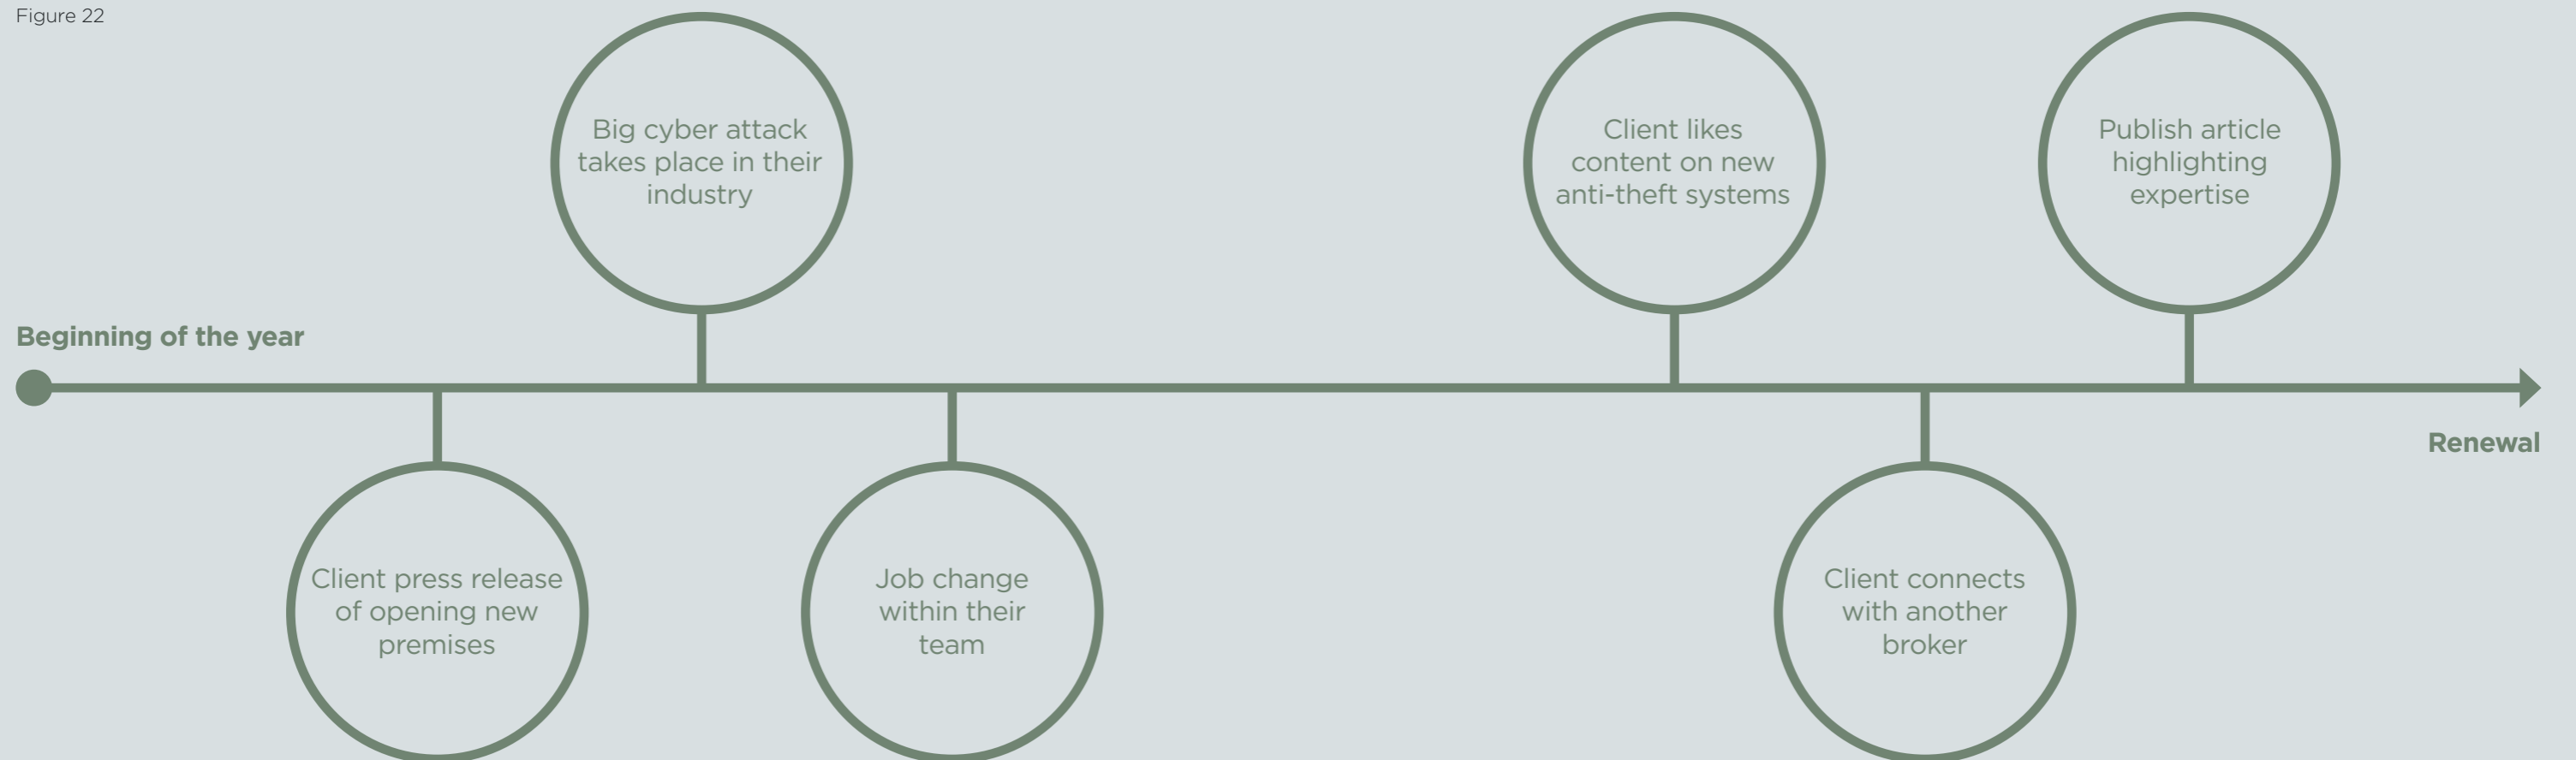 Figure 22
Big cyber attack
takes place in their
industry
Client likes
content on new
anti-theft systems
Publish article
highlighting
expertise
Beginning of the year
Renewal
Client press release
of opening new
premises
Job change
within their
team
Client connects
with another
broker